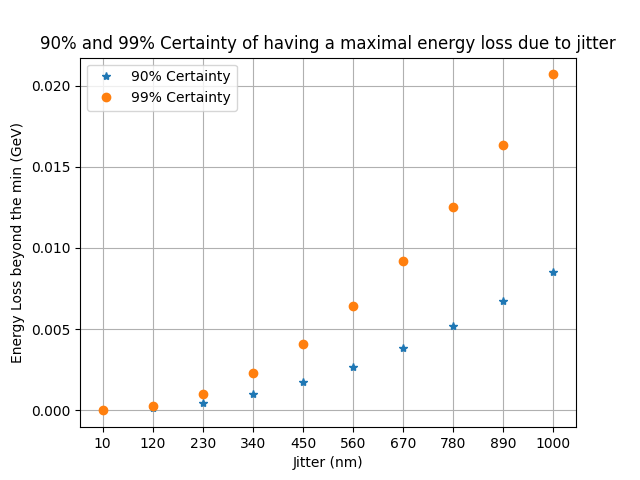 90% and 99% Certainty of having a maximal energy loss due to jitter
90% Certainty
99% Certainty
Energy Loss beyond the min (GeV)
0.020
0.015
0.010
0.005
0.000
10 120 230 340 450 560 670 780 890 1000
Jitter (nm)